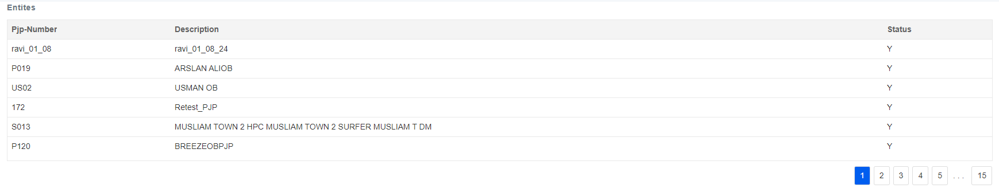 Entites
Pjp-Number Description Status
ravi_01_08 ravi_01_08_24 Y
P019 ARSLAN ALIOB Y
US02 USMAN OB Y
172 Retest_PJP Y
S013 MUSLIAM TOWN 2 HPC MUSLIAM TOWN 2 SURFER MUSLIAM T DM Y
P120 BREEZEOBPJP Y
1 2 3 4 5 ... 15